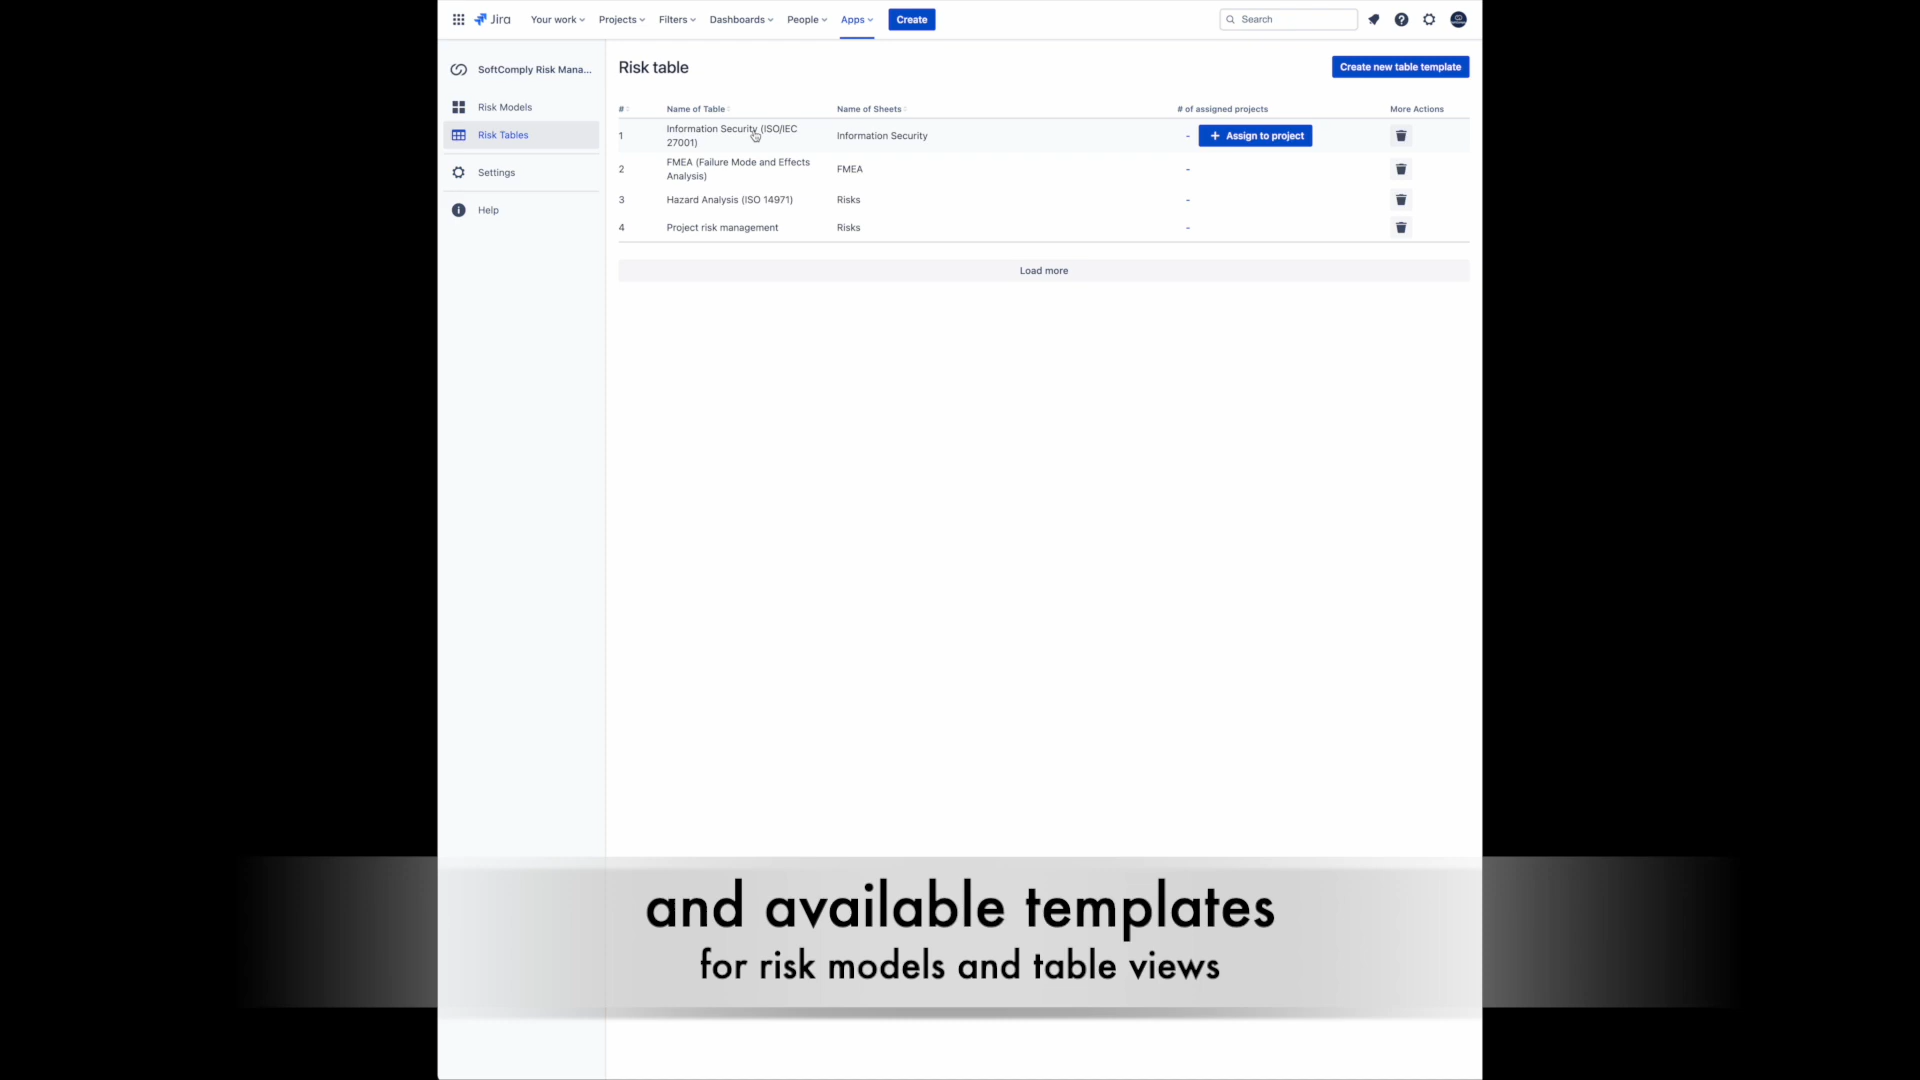 Jira Your work Projects Filters Dashboards People Apps Create Search
SoftComply Risk Mana...
Risk Models
Risk Tables
Settings
Help
Risk table Create new table template
# Name of Table Name of Sheets # of assigned projects More Actions
1 Information Security (ISO/IEC 27001) Information Security - + Assign to project
2 FMEA (Failure Mode and Effects Analysis) FMEA -
3 Hazard Analysis (ISO 14971) Risks -
4 Project risk management Risks -
Load more
and available templates
for risk models and table views